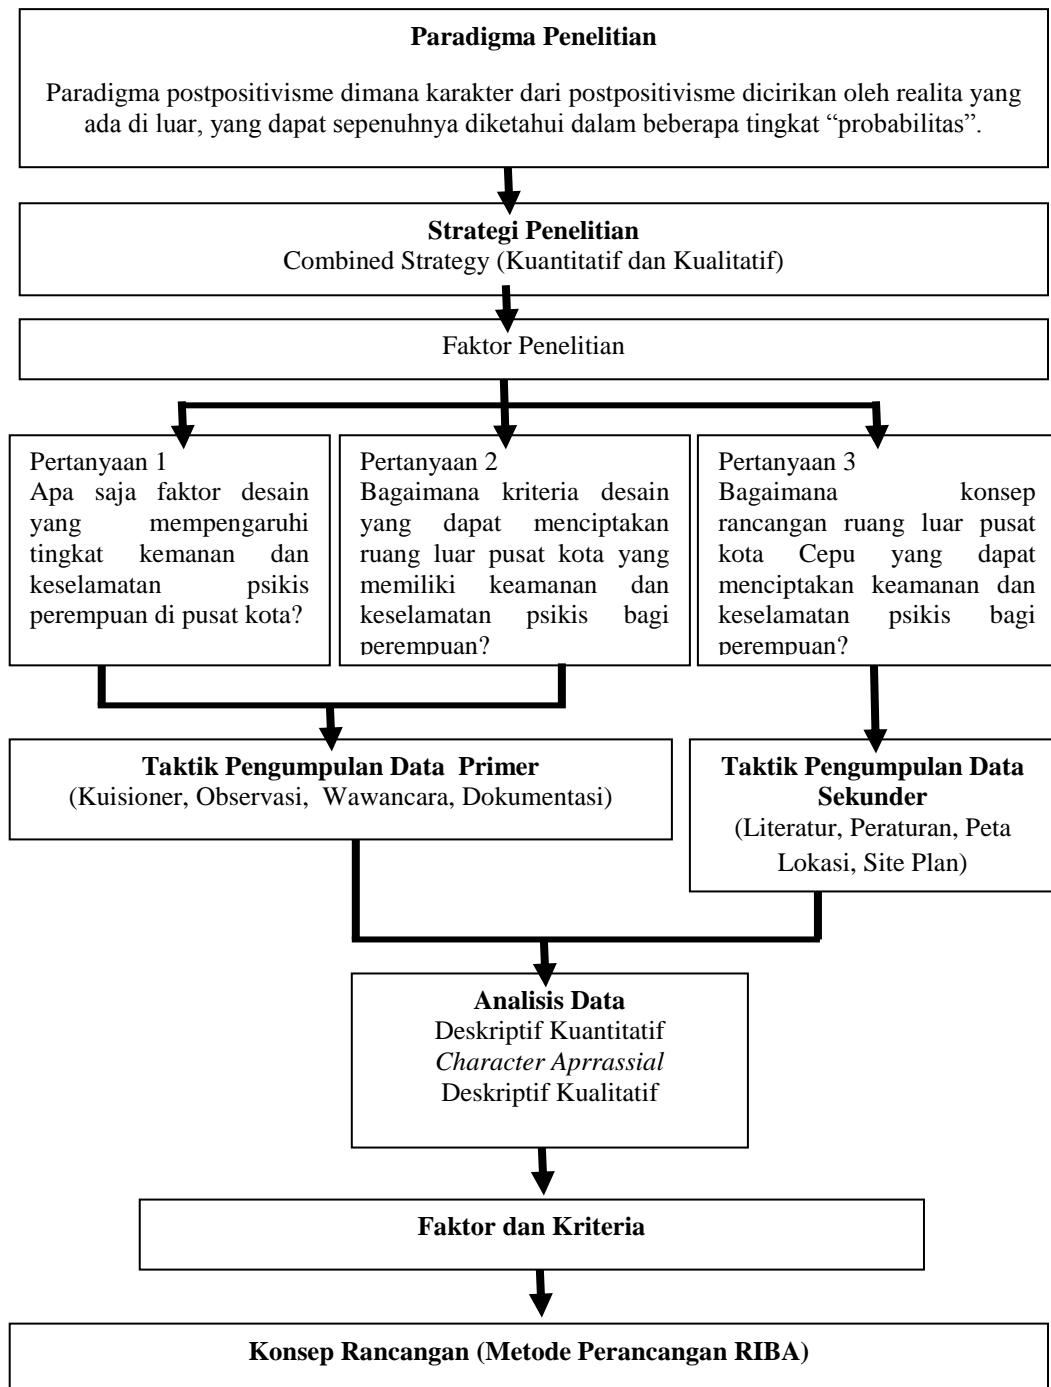 Paradigma Penelitian
Paradigma postpositivisme dimana karakter dari postpositivisme dicirikan oleh realita yang
ada di luar, yang dapat sepenuhnya diketahui dalam beberapa tingkat “probabilitas”.
Strategi Penelitian
Combined Strategy (Kuantitatif dan Kualitatif)
Faktor Penelitian
Pertanyaan 1
Apa saja faktor desain
yang mempengaruhi
tingkat kemanan dan
keselamatan psikis
perempuan di pusat kota?
Pertanyaan 2
Bagaimana kriteria desain
yang dapat menciptakan
ruang luar pusat kota yang
memiliki keamanan dan
keselamatan psikis bagi
perempuan?
Pertanyaan 3
Bagaimana konsep
rancangan ruang luar pusat
kota Cepu yang dapat
menciptakan keamanan dan
keselamatan psikis bagi
perempuan?
Taktik Pengumpulan Data Primer
(Kuisioner, Observasi, Wawancara, Dokumentasi)
Taktik Pengumpulan Data
Sekunder
(Literatur, Peraturan, Peta
Lokasi, Site Plan)
Analisis Data
Deskriptif Kuantitatif
Character Aprrassial
Deskriptif Kualitatif
Faktor dan Kriteria
Konsep Rancangan (Metode Perancangan RIBA)